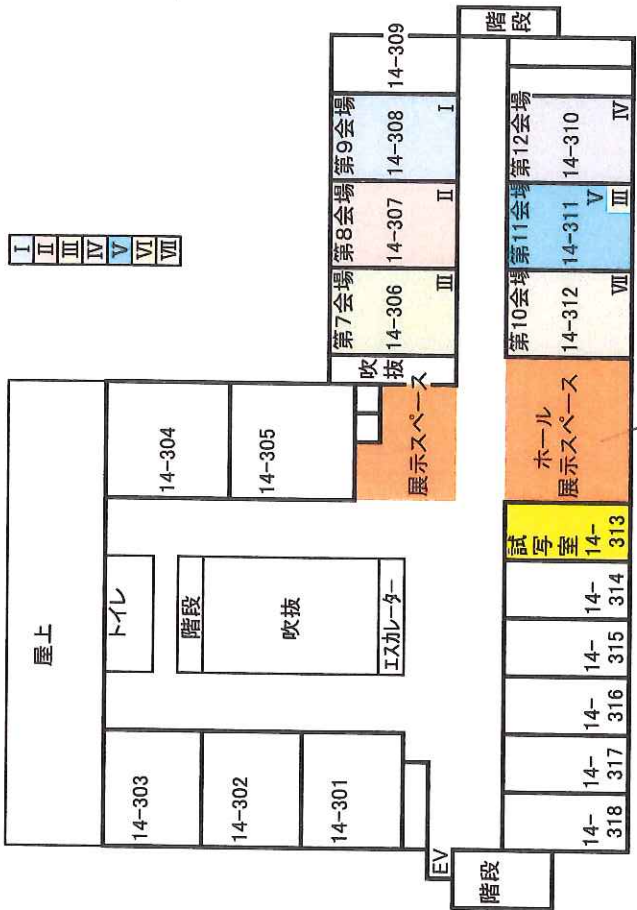 階段
14-309
第9会場
14-308
I
第8会場
14-307
II
第7会場
14-306
III
吹
抜
第12会場
14-310
IV
第11会場
14-311
V
III
第10会場
14-312
VII
I
II
III
IV
V
VI
VII
屋上
14-304
14-305
展示スペース
ホール
展示スペース
トイレ
階段
吹抜
エスカレーター
試
写
室
14-
313
14-
314
14-
315
14-
316
14-
317
14-
318
14-303
14-302
14-301
EV
階段